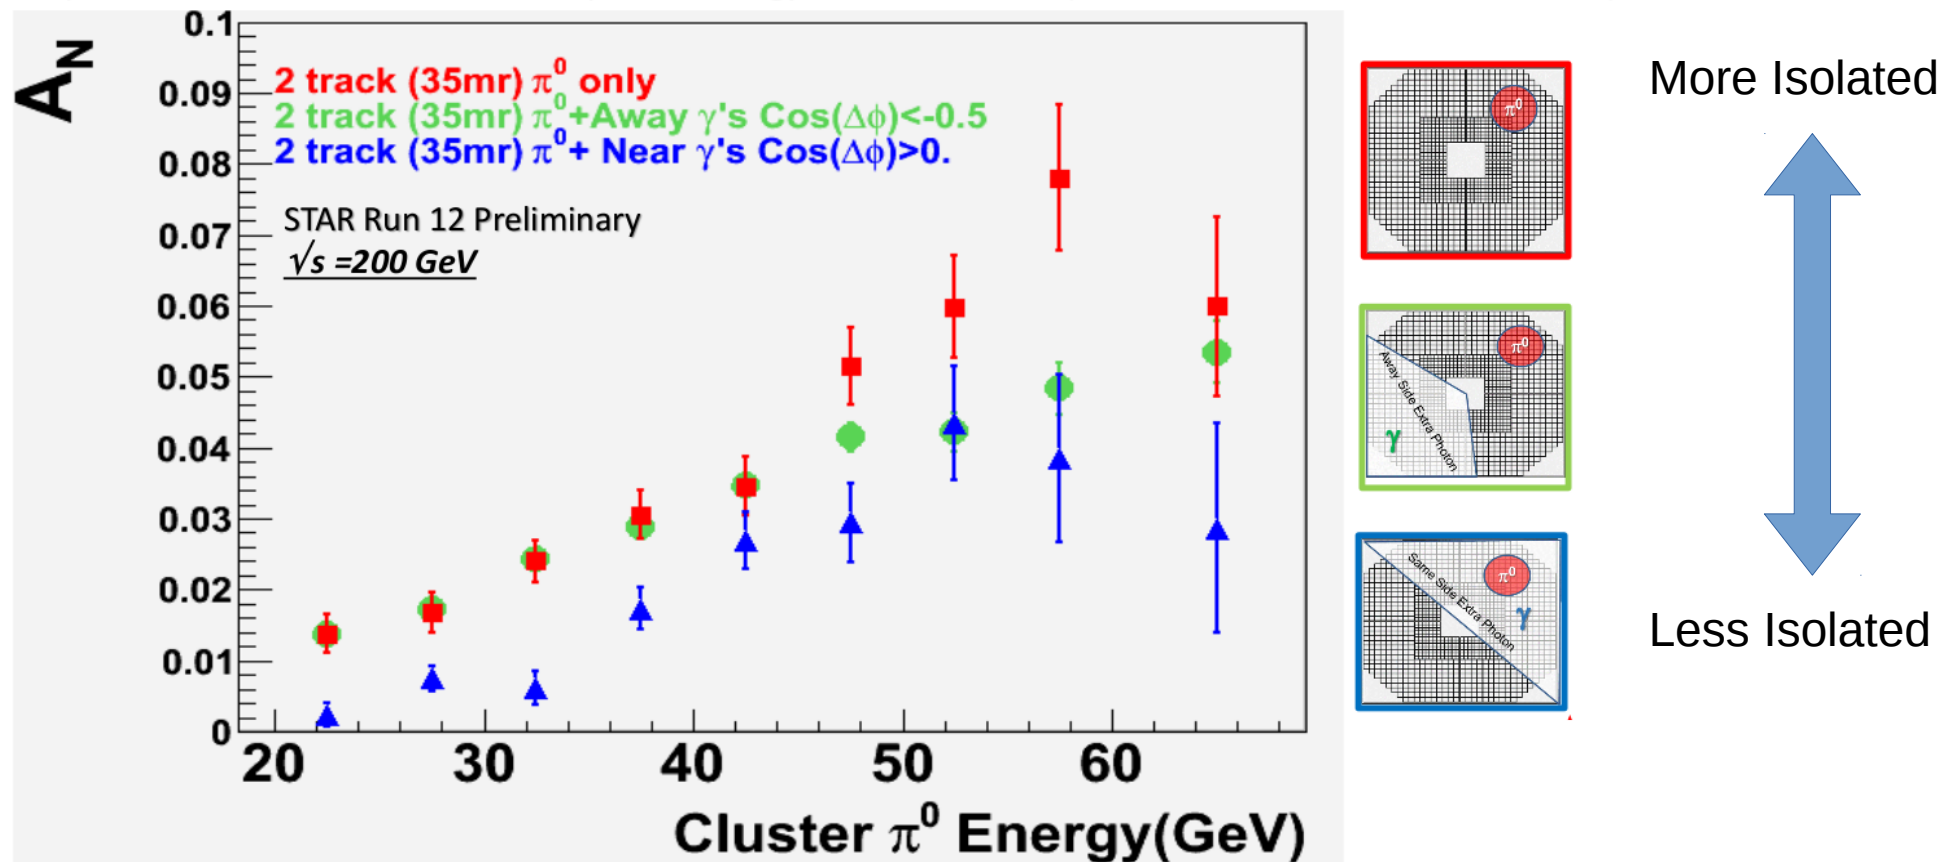 A_N
0.1
0.09
0.08
0.07
0.06
0.05
0.04
0.03
0.02
0.01
0
2 track (35mr) π⁰ only
2 track (35mr) π⁰+Away γ's Cos(Δϕ)<-0.5
2 track (35mr) π⁰+ Near γ's Cos(Δϕ)>0.
STAR Run 12 Preliminary
√s =200 GeV
20 30 40 50 60
Cluster π⁰ Energy(GeV)
π⁰
π⁰
Away Side Extra Photon
γ
π⁰
Same Side Extra Photon
γ
More Isolated
Less Isolated